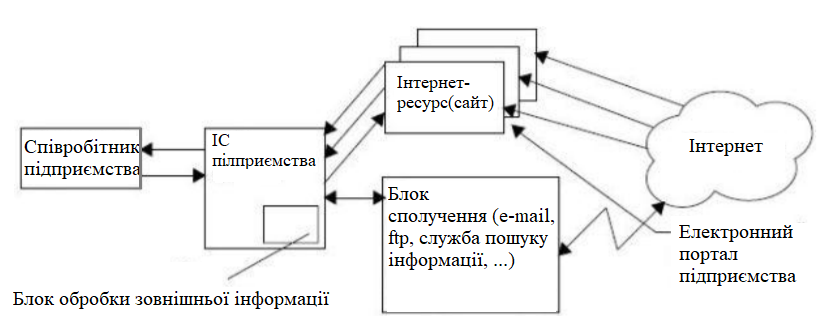 Співробітник
підприємства
ІС
пілприємства
Інтернет-
ресурс(сайт)
Інтернет
Блок
сполучення (e-mail,
ftp, служба пошуку
інформації, ...)
Електронний
портал
підприємства
Блок обробки зовнішньої інформації